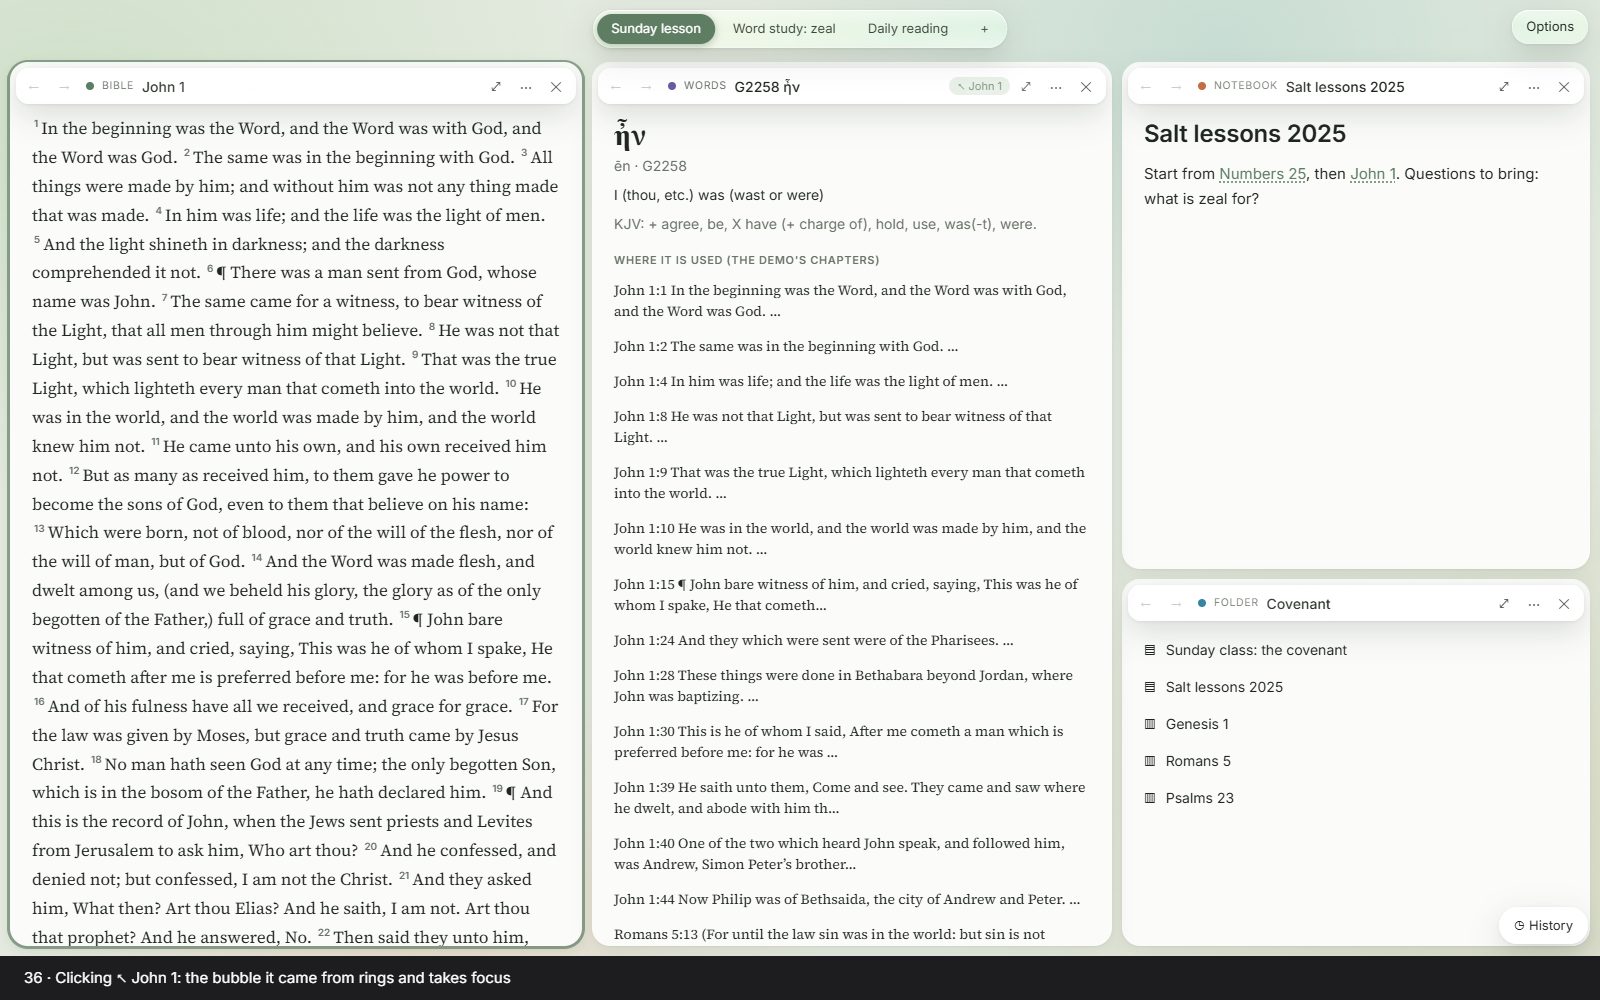 Sunday lesson Word study: zeal Daily reading +
Options
← → BIBLE John 1
1 In the beginning was the Word, and the Word was with God, and
the Word was God. 2 The same was in the beginning with God. 3 All
things were made by him; and without him was not any thing made
that was made. 4 In him was life; and the life was the light of men.
5 And the light shineth in darkness; and the darkness
comprehended it not. 6 ¶ There was a man sent from God, whose
name was John. 7 The same came for a witness, to bear witness of
the Light, that all men through him might believe. 8 He was not that
Light, but was sent to bear witness of that Light. 9 That was the true
Light, which lighteth every man that cometh into the world. 10 He
was in the world, and the world was made by him, and the world
knew him not. 11 He came unto his own, and his own received him
not. 12 But as many as received him, to them gave he power to
become the sons of God, even to them that believe on his name:
13 Which were born, not of blood, nor of the will of the flesh, nor of
the will of man, but of God. 14 And the Word was made flesh, and
dwelt among us, (and we beheld his glory, the glory as of the only
begotten of the Father,) full of grace and truth. 15 ¶ John bare
witness of him, and cried, saying, This was he of whom I spake, He
that cometh after me is preferred before me: for he was before me.
16 And of his fulness have all we received, and grace for grace. 17 For
the law was given by Moses, but grace and truth came by Jesus
Christ. 18 No man hath seen God at any time; the only begotten Son,
which is in the bosom of the Father, he hath declared him. 19 ¶ And
this is the record of John, when the Jews sent priests and Levites
from Jerusalem to ask him, Who art thou? 20 And he confessed, and
denied not; but confessed, I am not the Christ. 21 And they asked
him, What then? Art thou Elias? And he saith, I am not. Art thou
that prophet? And he answered, No. 22 Then said they unto him,
← → WORDS G2258 ἦν ↖ John 1
ἦν
ēn · G2258
I (thou, etc.) was (wast or were)
KJV: + agree, be, X have (+ charge of), hold, use, was(-t), were.
WHERE IT IS USED (THE DEMO'S CHAPTERS)
John 1:1 In the beginning was the Word, and the Word was with God,
and the Word was God. ...
John 1:2 The same was in the beginning with God. ...
John 1:4 In him was life; and the life was the light of men. ...
John 1:8 He was not that Light, but was sent to bear witness of that
Light. ...
John 1:9 That was the true Light, which lighteth every man that cometh
into the world. ...
John 1:10 He was in the world, and the world was made by him, and the
world knew him not. ...
John 1:15 ¶ John bare witness of him, and cried, saying, This was he of
whom I spake, He that cometh...
John 1:24 And they which were sent were of the Pharisees. ...
John 1:28 These things were done in Bethabara beyond Jordan, where
John was baptizing. ...
John 1:30 This is he of whom I said, After me cometh a man which is
preferred before me: for he was ...
John 1:39 He saith unto them, Come and see. They came and saw where
he dwelt, and abode with him th...
John 1:40 One of the two which heard John speak, and followed him,
was Andrew, Simon Peter's brother...
John 1:44 Now Philip was of Bethsaida, the city of Andrew and Peter. ...
Romans 5:13 (For until the law sin was in the world: but sin is not
← → NOTEBOOK Salt lessons 2025
Salt lessons 2025
Start from Numbers 25, then John 1. Questions to bring:
what is zeal for?
← → FOLDER Covenant
Sunday class: the covenant
Salt lessons 2025
Genesis 1
Romans 5
Psalms 23
History
36 · Clicking ↖ John 1: the bubble it came from rings and takes focus